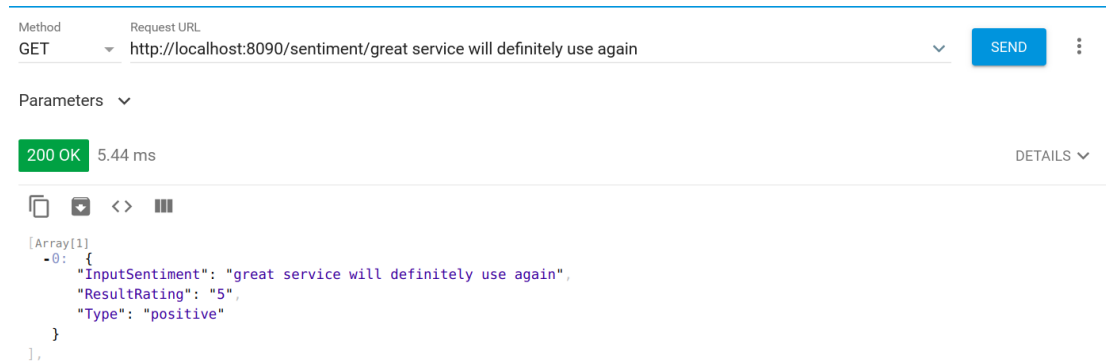 Method Request URL
GET http://localhost:8090/sentiment/great service will definitely use again SEND
Parameters
200 OK 5.44 ms DETAILS
[Array[1]
-0: {
"InputSentiment": "great service will definitely use again",
"ResultRating": "5",
"Type": "positive"
}
],